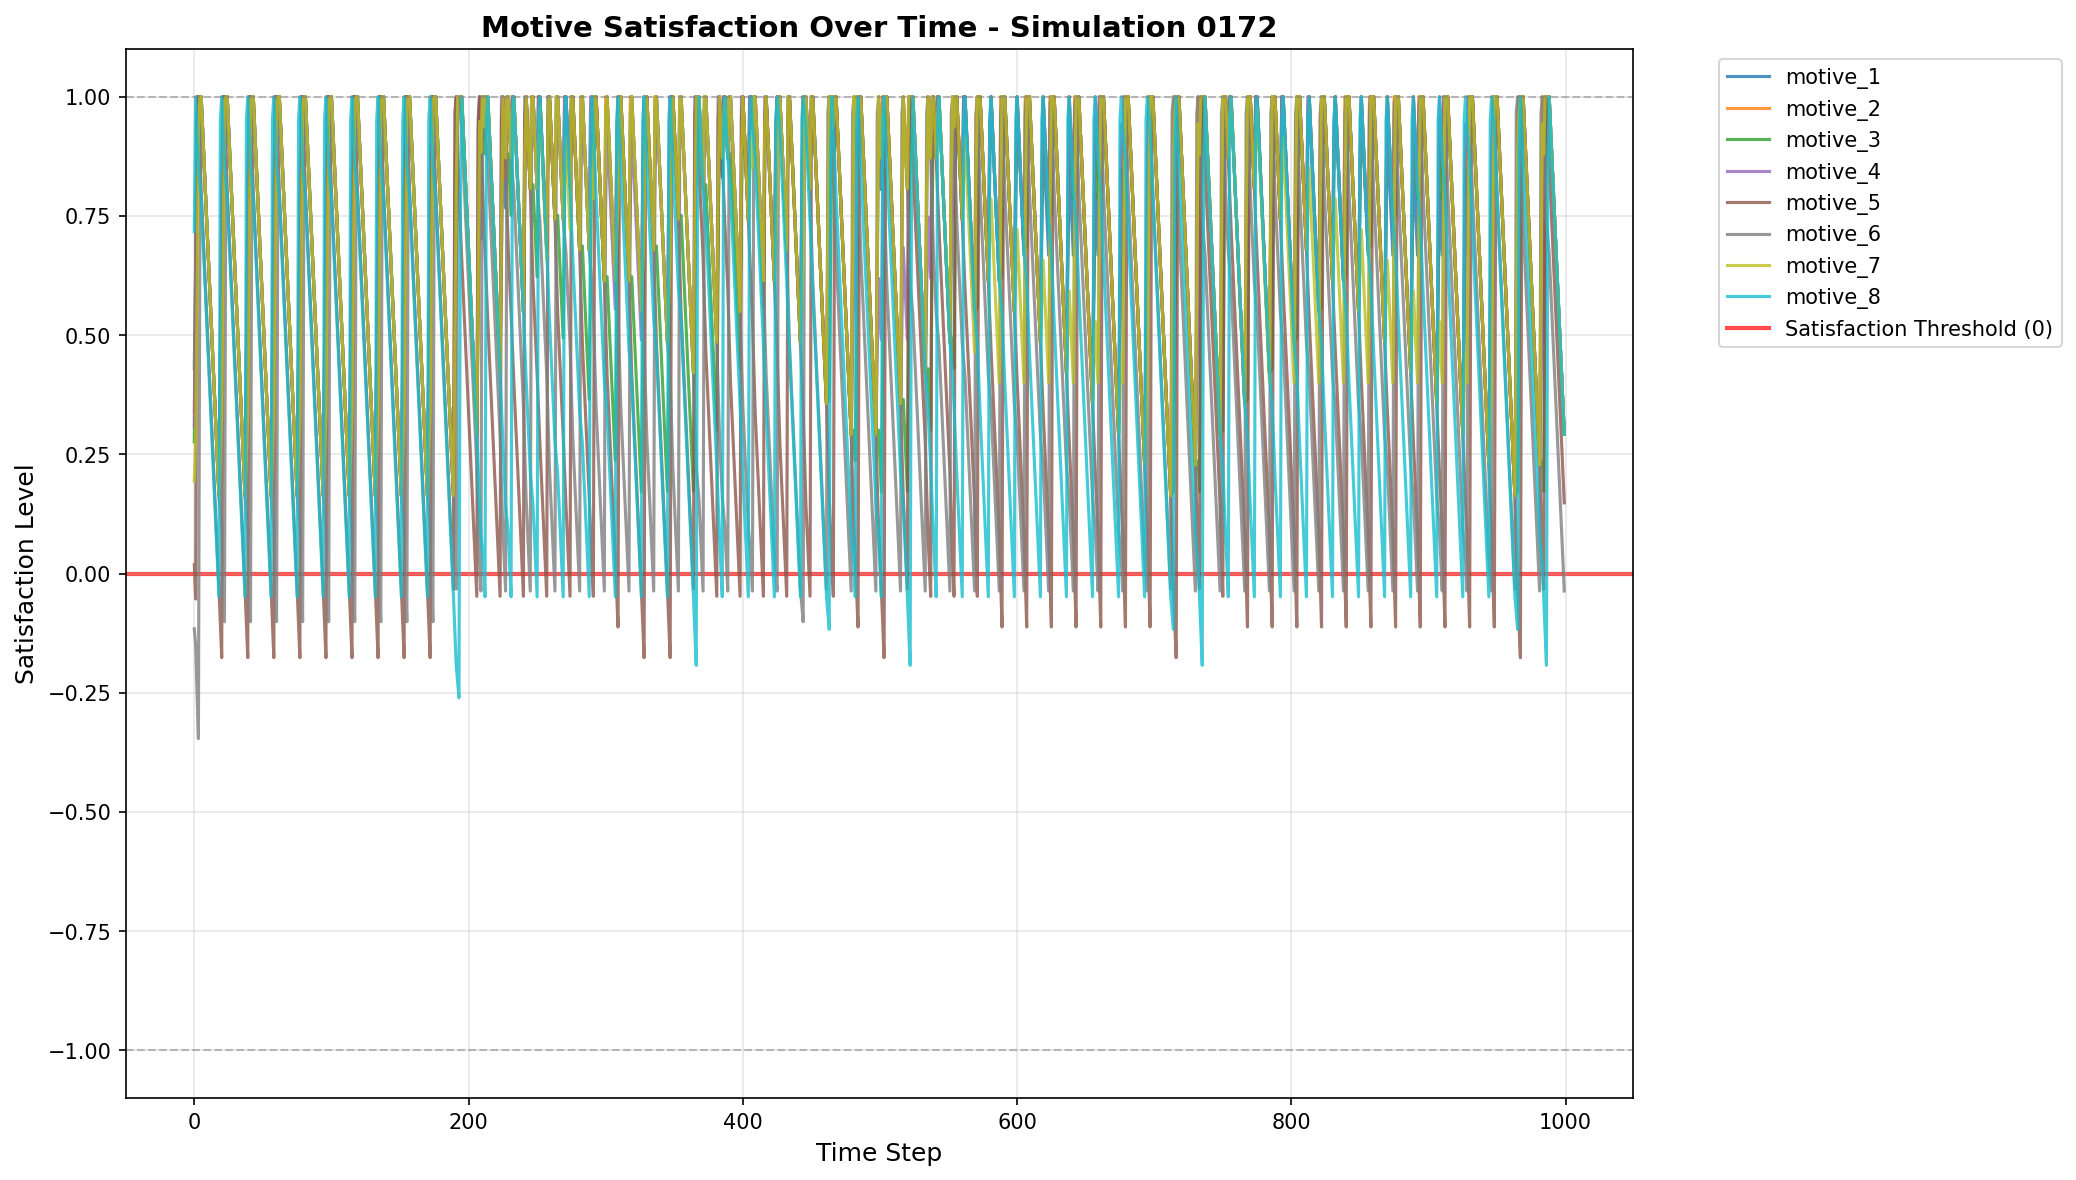 Motive Satisfaction Over Time - Simulation 0172
Satisfaction Level
1.00
0.75
0.50
0.25
0.00
−0.25
−0.50
−0.75
−1.00
0
200
400
600
800
1000
Time Step
motive_1
motive_2
motive_3
motive_4
motive_5
motive_6
motive_7
motive_8
Satisfaction Threshold (0)